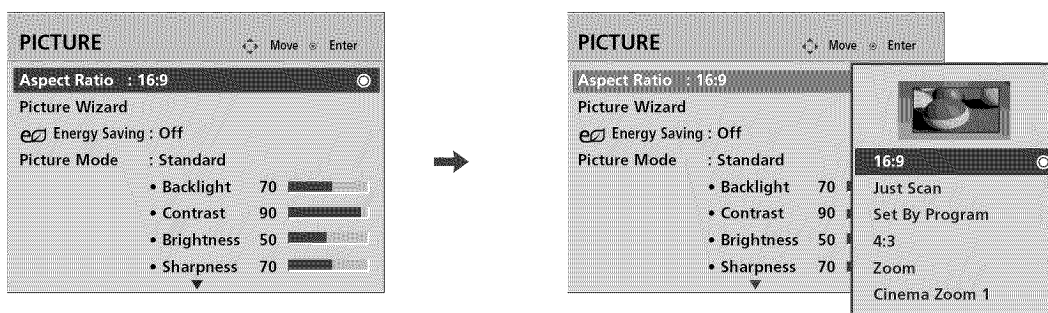 PICTURE
Move Enter
Aspect Ratio : 16:9
Picture Wizard
Energy Saving : Off
Picture Mode : Standard
• Backlight 70
• Contrast 90
• Brightness 50
• Sharpness 70
PICTURE
Move Enter
Aspect Ratio : 16:9
Picture Wizard
Energy Saving : Off
Picture Mode : Standard
• Backlight 70
• Contrast 90
• Brightness 50
• Sharpness 70
16:9
Just Scan
Set By Program
4:3
Zoom
Cinema Zoom 1